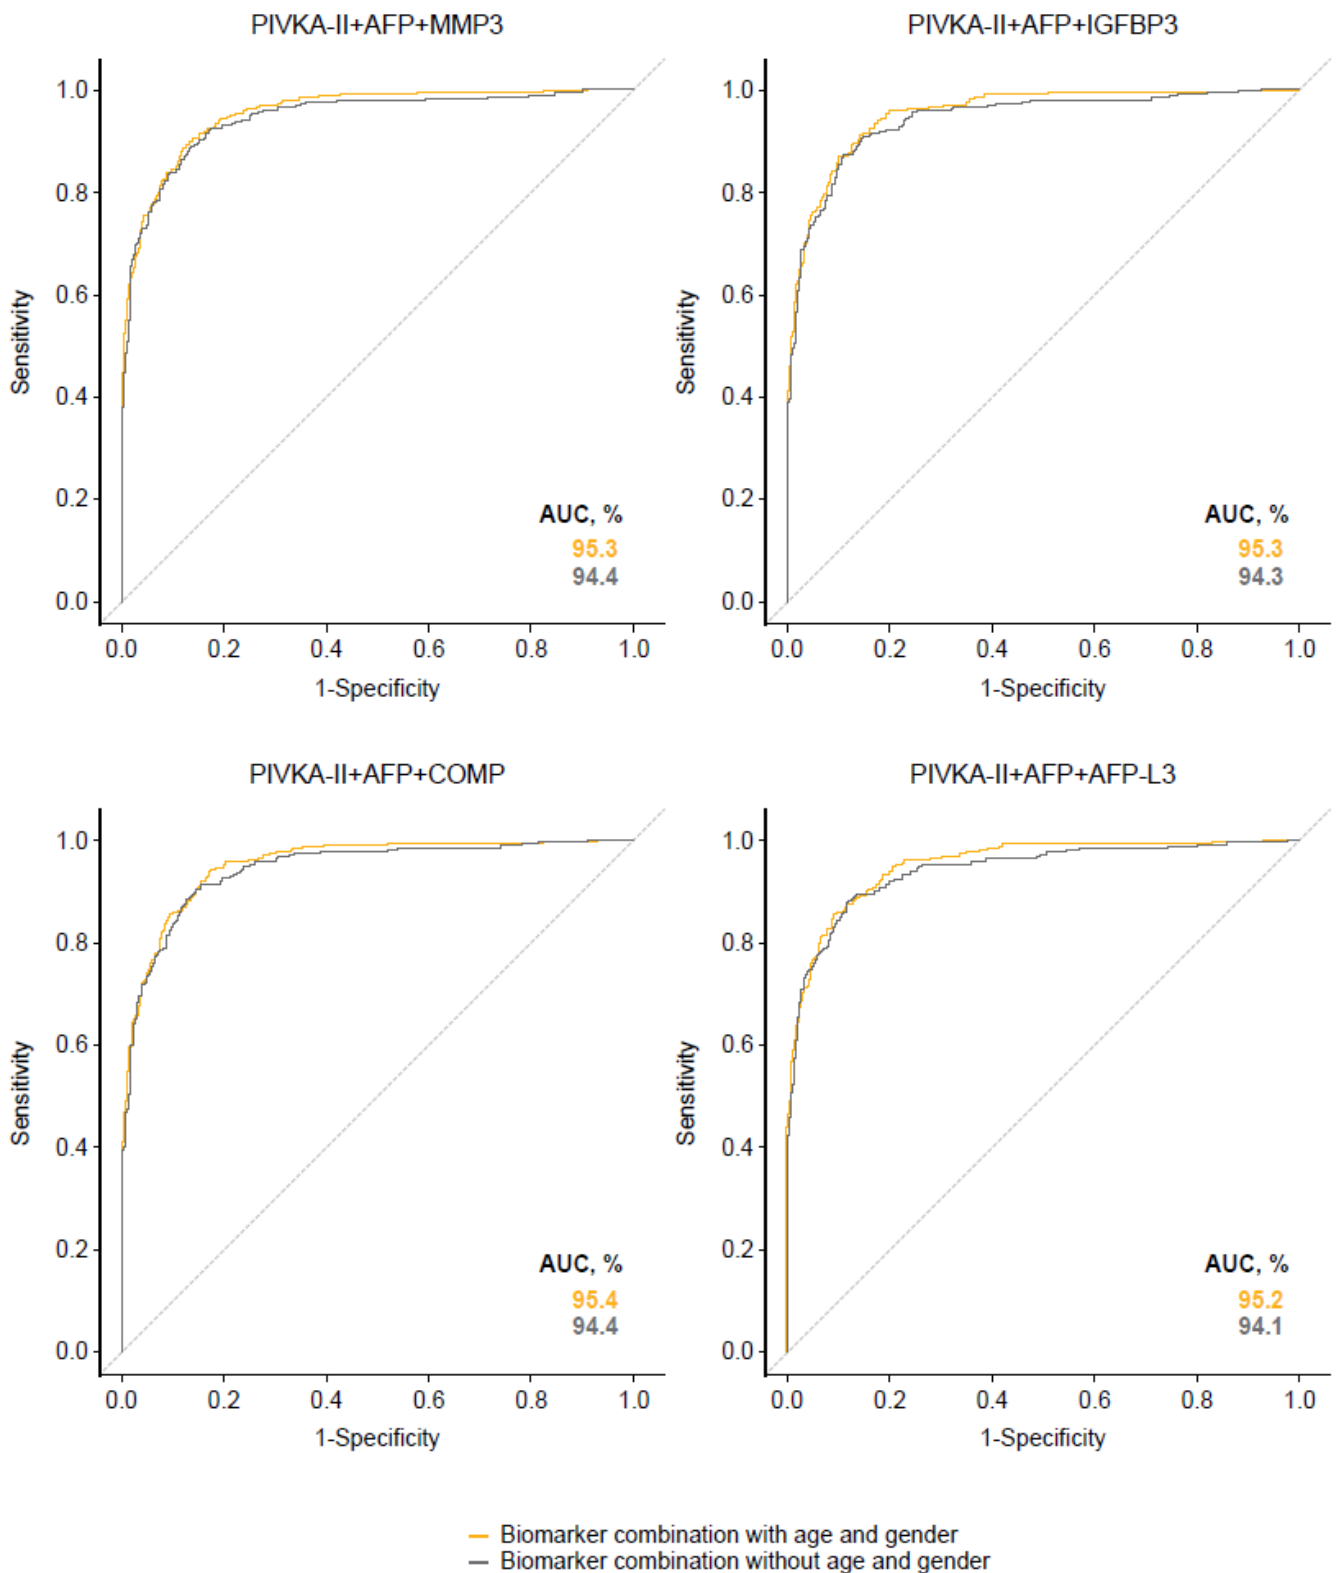 PIVKA-II+AFP+MMP3
1.0
0.8
0.6
0.4
0.2
0.0
Sensitivity
AUC, %
95.3
94.4
0.0 0.2 0.4 0.6 0.8 1.0
1-Specificity
PIVKA-II+AFP+IGFBP3
1.0
0.8
0.6
0.4
0.2
0.0
Sensitivity
AUC, %
95.3
94.3
0.0 0.2 0.4 0.6 0.8 1.0
1-Specificity
PIVKA-II+AFP+COMP
1.0
0.8
0.6
0.4
0.2
0.0
Sensitivity
AUC, %
95.4
94.4
0.0 0.2 0.4 0.6 0.8 1.0
1-Specificity
PIVKA-II+AFP+AFP-L3
1.0
0.8
0.6
0.4
0.2
0.0
Sensitivity
AUC, %
95.2
94.1
0.0 0.2 0.4 0.6 0.8 1.0
1-Specificity
Biomarker combination with age and gender
Biomarker combination without age and gender